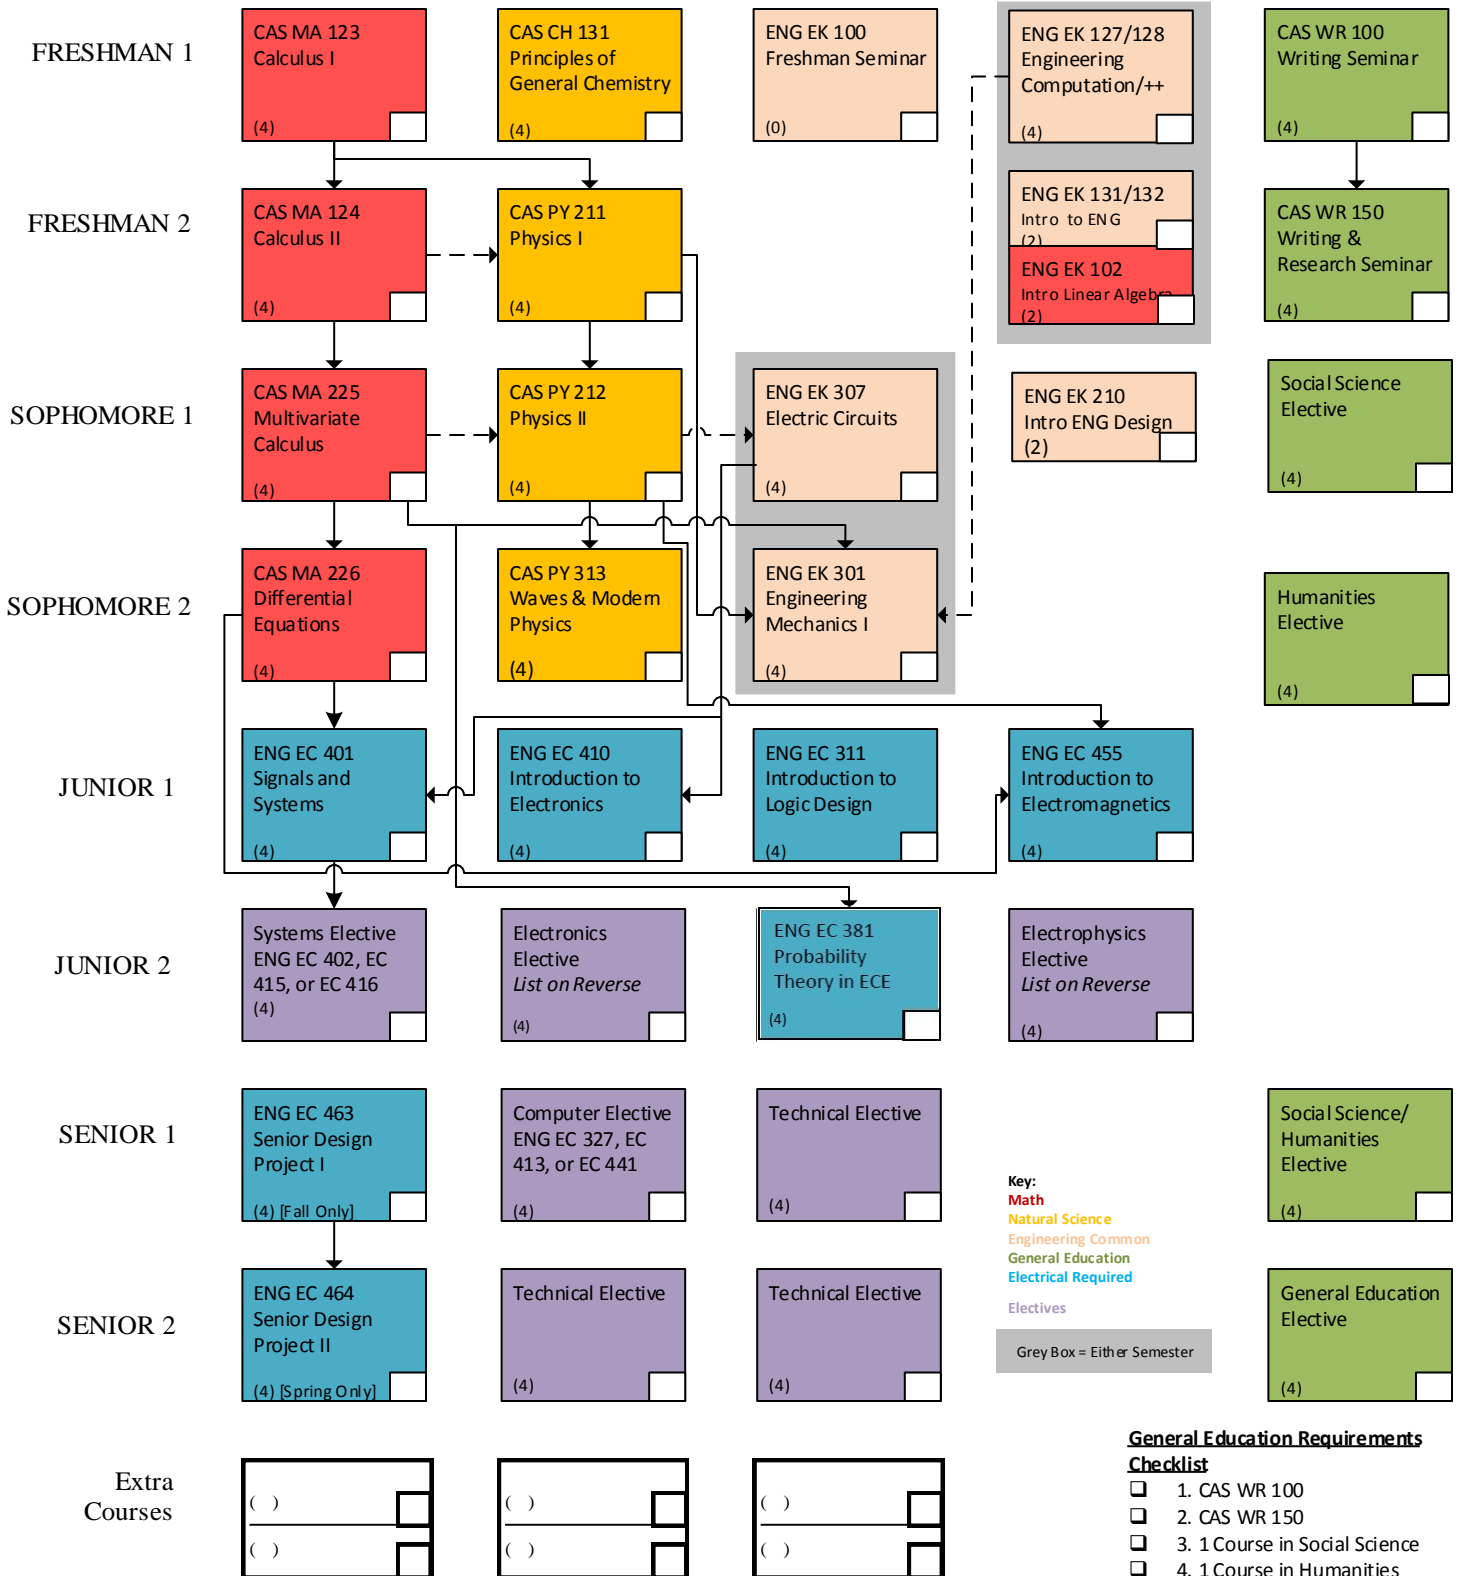 FRESHMAN 1
CAS MA 123
Calculus I
(4)
CAS CH 131
Principles of
General Chemistry
(4)
ENG EK 100
Freshman Seminar
(0)
ENG EK 127/128
Engineering
Computation/++
(4)
CAS WR 100
Writing Seminar
(4)
FRESHMAN 2
CAS MA 124
Calculus II
(4)
CAS PY 211
Physics I
(4)
ENG EK 131/132
Intro to ENG
(2)
ENG EK 102
Intro Linear Algebra
(2)
CAS WR 150
Writing &
Research Seminar
(4)
SOPHOMORE 1
CAS MA 225
Multivariate
Calculus
(4)
CAS PY 212
Physics II
(4)
ENG EK 307
Electric Circuits
(4)
ENG EK 210
Intro ENG Design
(2)
Social Science
Elective
(4)
SOPHOMORE 2
CAS MA 226
Differential
Equations
(4)
CAS PY 313
Waves & Modern
Physics
(4)
ENG EK 301
Engineering
Mechanics I
(4)
Humanities
Elective
(4)
JUNIOR 1
ENG EC 401
Signals and
Systems
(4)
ENG EC 410
Introduction to
Electronics
(4)
ENG EC 311
Introduction to
Logic Design
(4)
ENG EC 455
Introduction to
Electromagnetics
(4)
JUNIOR 2
Systems Elective
ENG EC 402, EC
415, or EC 416
(4)
Electronics
Elective
List on Reverse
(4)
ENG EC 381
Probability
Theory in ECE
(4)
Electrophysics
Elective
List on Reverse
(4)
SENIOR 1
ENG EC 463
Senior Design
Project I
(4) [Fall Only]
Computer Elective
ENG EC 327, EC
413, or EC 441
(4)
Technical Elective
(4)
Social Science/
Humanities
Elective
(4)
Key:
Math
Natural Science
Engineering Common
General Education
Electrical Required
Electives
Grey Box = Either Semester
SENIOR 2
ENG EC 464
Senior Design
Project II
(4) [Spring Only]
Technical Elective
(4)
Technical Elective
(4)
General Education
Elective
(4)
Extra
Courses
( )
( )
( )
( )
( )
( )
General Education Requirements
Checklist
❑ 1. CAS WR 100
❑ 2. CAS WR 150
❑ 3. 1 Course in Social Science
❑ 4. 1 Course in Humanities